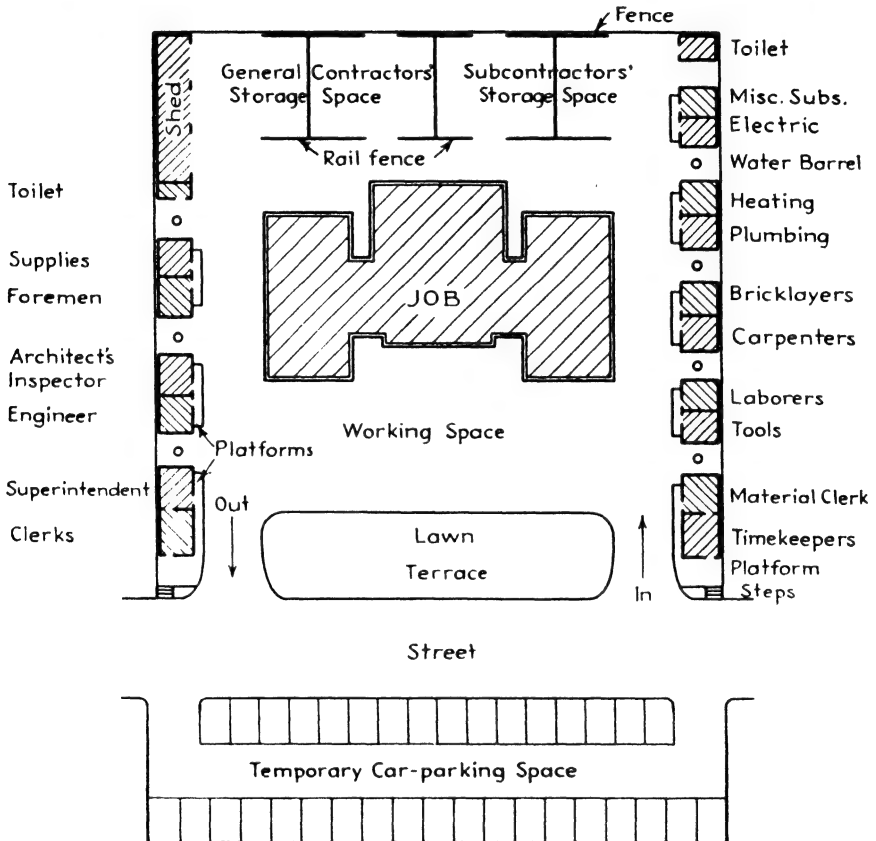 Fence
General Contractors'
Storage Space
Subcontractors'
Storage Space
Rail fence
Shed
Toilet
Supplies
Foremen
Architect's
Inspector
Engineer
Platforms
Superintendent
Clerks
Out
Toilet
Misc. Subs.
Electric
Water Barrel
Heating
Plumbing
Bricklayers
Carpenters
Laborers
Tools
Material Clerk
Timekeepers
Platform
Steps
JOB
Working Space
Lawn
Terrace
In
Street
Temporary Car-parking Space